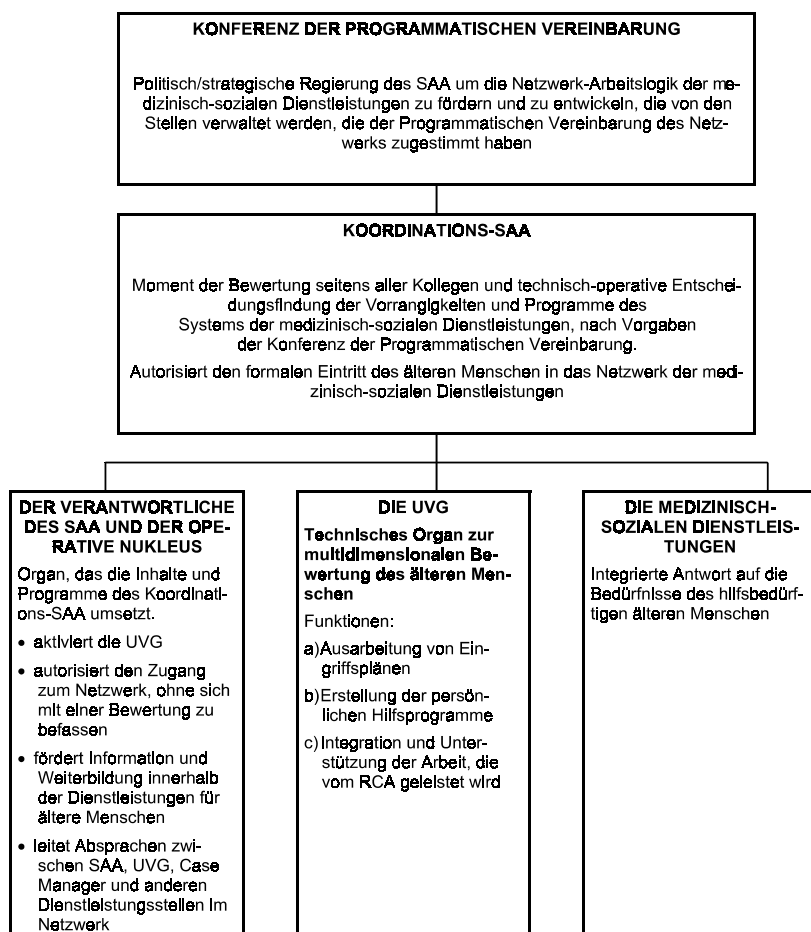 KONFERENZ DER PROGRAMMATISCHEN VEREINBARUNG
Politisch/strategische Regierung des SAA um die Netzwerk-Arbeitslogik der me-
dizinisch-sozialen Dienstleistungen zu fördern und zu entwickeln, die von den
Stellen verwaltet werden, die der Programmatischen Vereinbarung des Netz-
werks zugestimmt haben
KOORDINATIONS-SAA
Moment der Bewertung seitens aller Kollegen und technisch-operative Entschei-
dungsfindung der Vorrangigkeiten und Programme des
Systems der medizinisch-sozialen Dienstleistungen, nach Vorgaben
der Konferenz der Programmatischen Vereinbarung.
Autorisiert den formalen Eintritt des älteren Menschen in das Netzwerk der medi-
zinisch-sozialen Dienstleistungen
DER VERANTWORTLICHE
DES SAA UND DER OPE-
RATIVE NUKLEUS
Organ, das die Inhalte und
Programme des Koordinati-
ons-SAA umsetzt.
• aktiviert die UVG
• autorisiert den Zugang
zum Netzwerk, ohne sich
mit einer Bewertung zu
befassen
• fördert Information und
Weiterbildung innerhalb
der Dienstleistungen für
ältere Menschen
• leitet Absprachen zwi-
schen SAA, UVG, Case
Manager und anderen
Dienstleistungsstellen im
Netzwerk
DIE UVG
Technisches Organ zur
multidimensionalen Be-
wertung des älteren Men-
schen
Funktionen:
a)Ausarbeitung von Ein-
griffsplänen
b)Erstellung der persön-
lichen Hilfsprogramme
c)Integration und Unter-
stützung der Arbeit, die
vom RCA geleistet wird
DIE MEDIZINISCH-
SOZIALEN DIENSTLEIS-
TUNGEN
Integrierte Antwort auf die
Bedürfnisse des hilfsbedürf-
tigen älteren Menschen